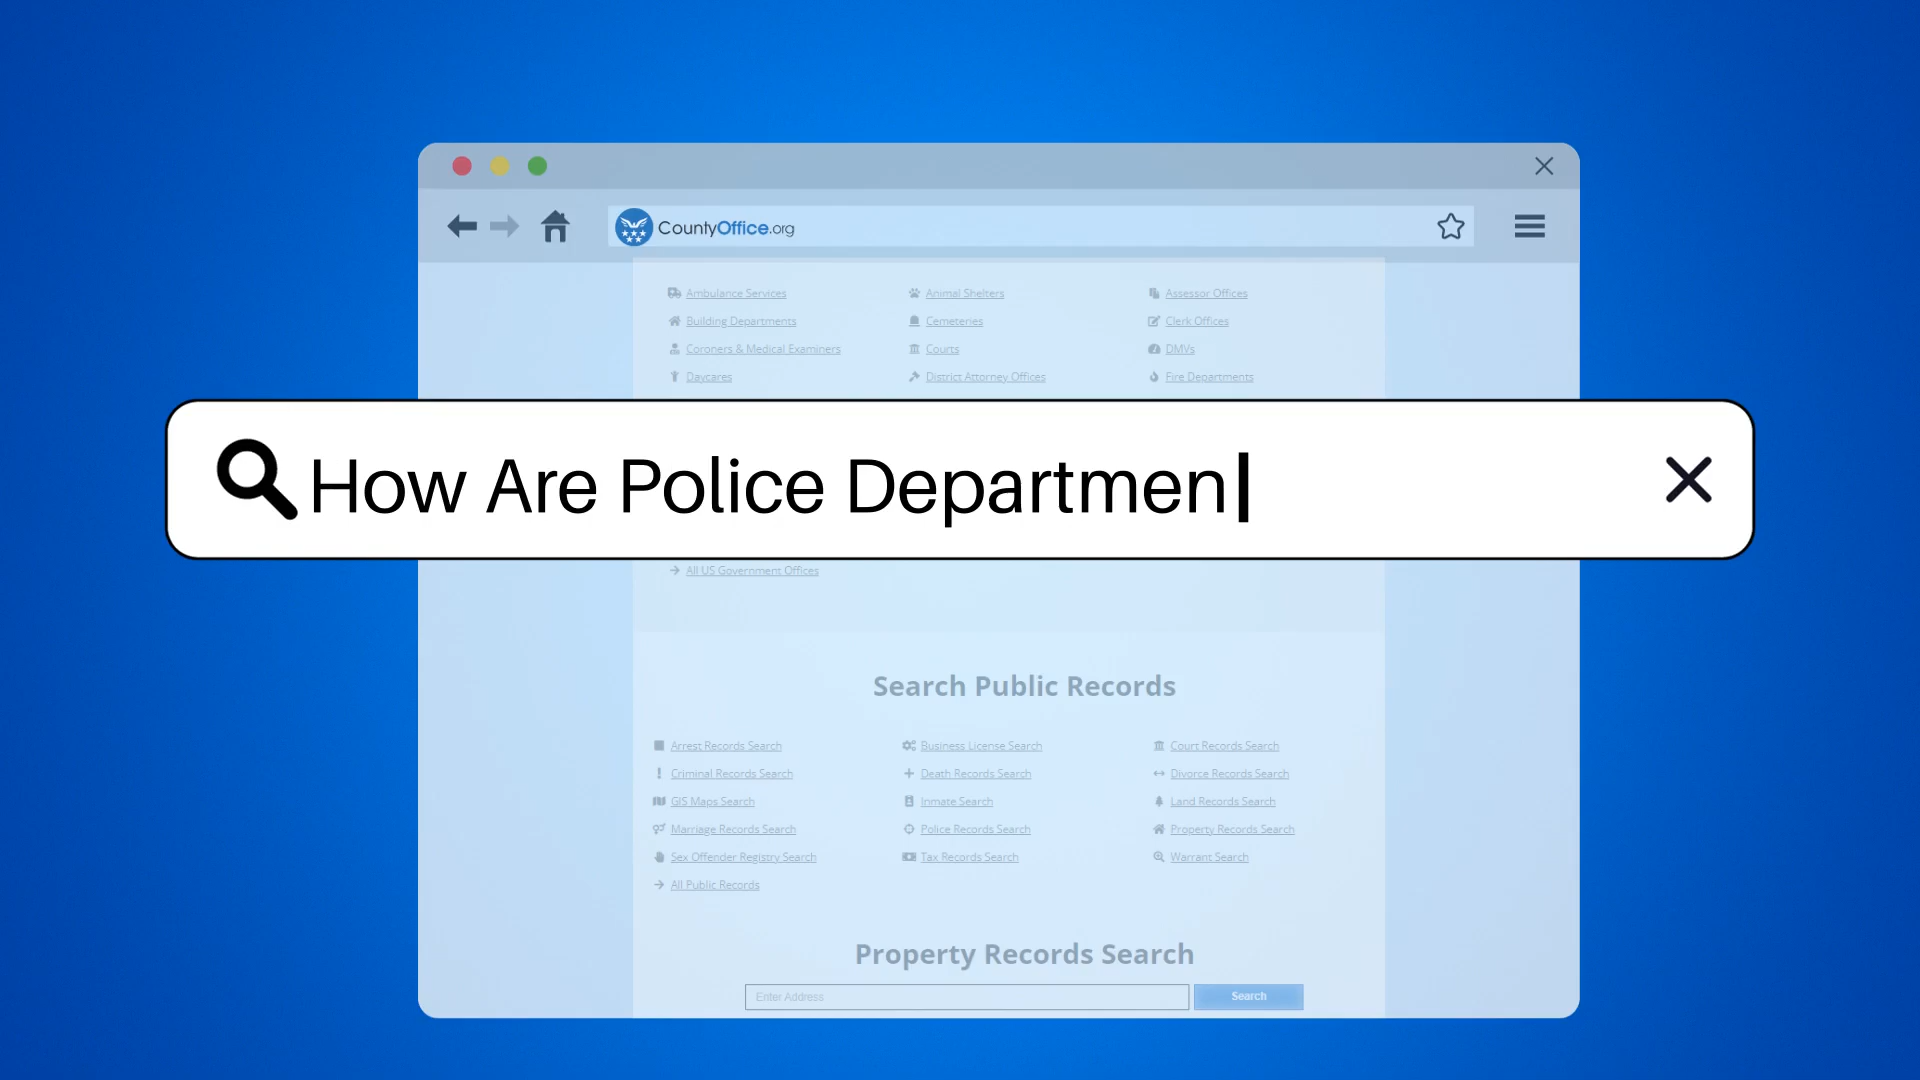 CountyOffice.org
Ambulance Services Animal Shelters Assessor Offices
Building Departments Cemeteries Clerk Offices
Coroners & Medical Examiners Courts DMVs
Daycares District Attorney Offices Fire Departments
How Are Police Departmen
All US Government Offices
Search Public Records
Arrest Records Search Business License Search Court Records Search
Criminal Records Search Death Records Search Divorce Records Search
GIS Maps Search Inmate Search Land Records Search
Marriage Records Search Police Records Search Property Records Search
Sex Offender Registry Search Tax Records Search Warrant Search
All Public Records
Property Records Search
Enter Address Search